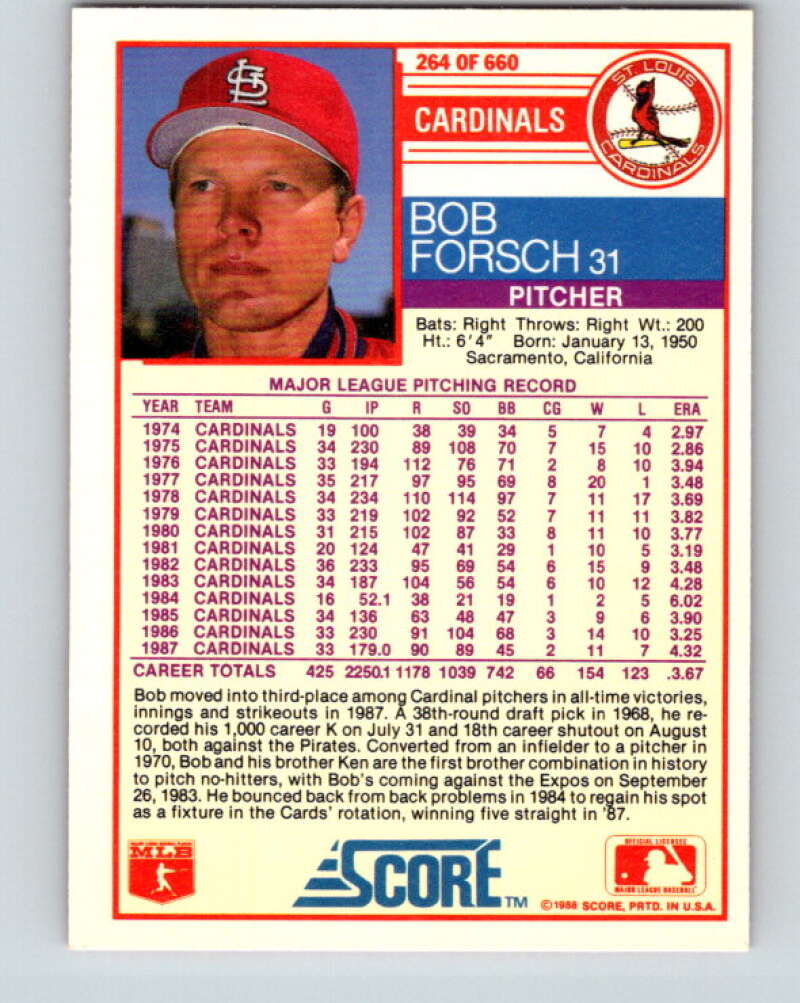 264 OF 660
CARDINALS
ST. LOUIS
CARDINALS
STL
BOB
FORSCH 31
PITCHER
Bats: Right Throws: Right Wt.: 200
Ht.: 6'4" Born: January 13, 1950
Sacramento, California
MAJOR LEAGUE PITCHING RECORD
YEAR TEAM G IP R SO BB CG W L ERA
1974 CARDINALS 19 100 38 39 34 5 7 4 2.97
1975 CARDINALS 34 230 89 108 70 7 15 10 2.86
1976 CARDINALS 33 194 112 76 71 2 8 10 3.94
1977 CARDINALS 35 217 97 95 69 8 20 1 3.48
1978 CARDINALS 34 234 110 114 97 7 11 17 3.69
1979 CARDINALS 33 219 102 92 52 7 11 11 3.82
1980 CARDINALS 31 215 102 87 33 8 11 10 3.77
1981 CARDINALS 20 124 47 41 29 1 10 5 3.19
1982 CARDINALS 36 233 95 69 54 6 15 9 3.48
1983 CARDINALS 34 187 104 56 54 6 10 12 4.28
1984 CARDINALS 16 52.1 38 21 19 1 2 5 6.02
1985 CARDINALS 34 136 63 48 47 3 9 6 3.90
1986 CARDINALS 33 230 91 104 68 3 14 10 3.25
1987 CARDINALS 33 179.0 90 89 45 2 11 7 4.32
CAREER TOTALS 425 2250.1 1178 1039 742 66 154 123 .3.67
Bob moved into third-place among Cardinal pitchers in all-time victories,
innings and strikeouts in 1987. A 38th-round draft pick in 1968, he re-
corded his 1,000 career K on July 31 and 18th career shutout on August
10, both against the Pirates. Converted from an infielder to a pitcher in
1970, Bob and his brother Ken are the first brother combination in history
to pitch no-hitters, with Bob's coming against the Expos on September
26, 1983. He bounced back from back problems in 1984 to regain his spot
as a fixture in the Cards' rotation, winning five straight in '87.
MLB
SCORE TM
OFFICIAL LICENSEE
MAJOR LEAGUE BASEBALL
©1988 SCORE, PRTD. IN U.S.A.